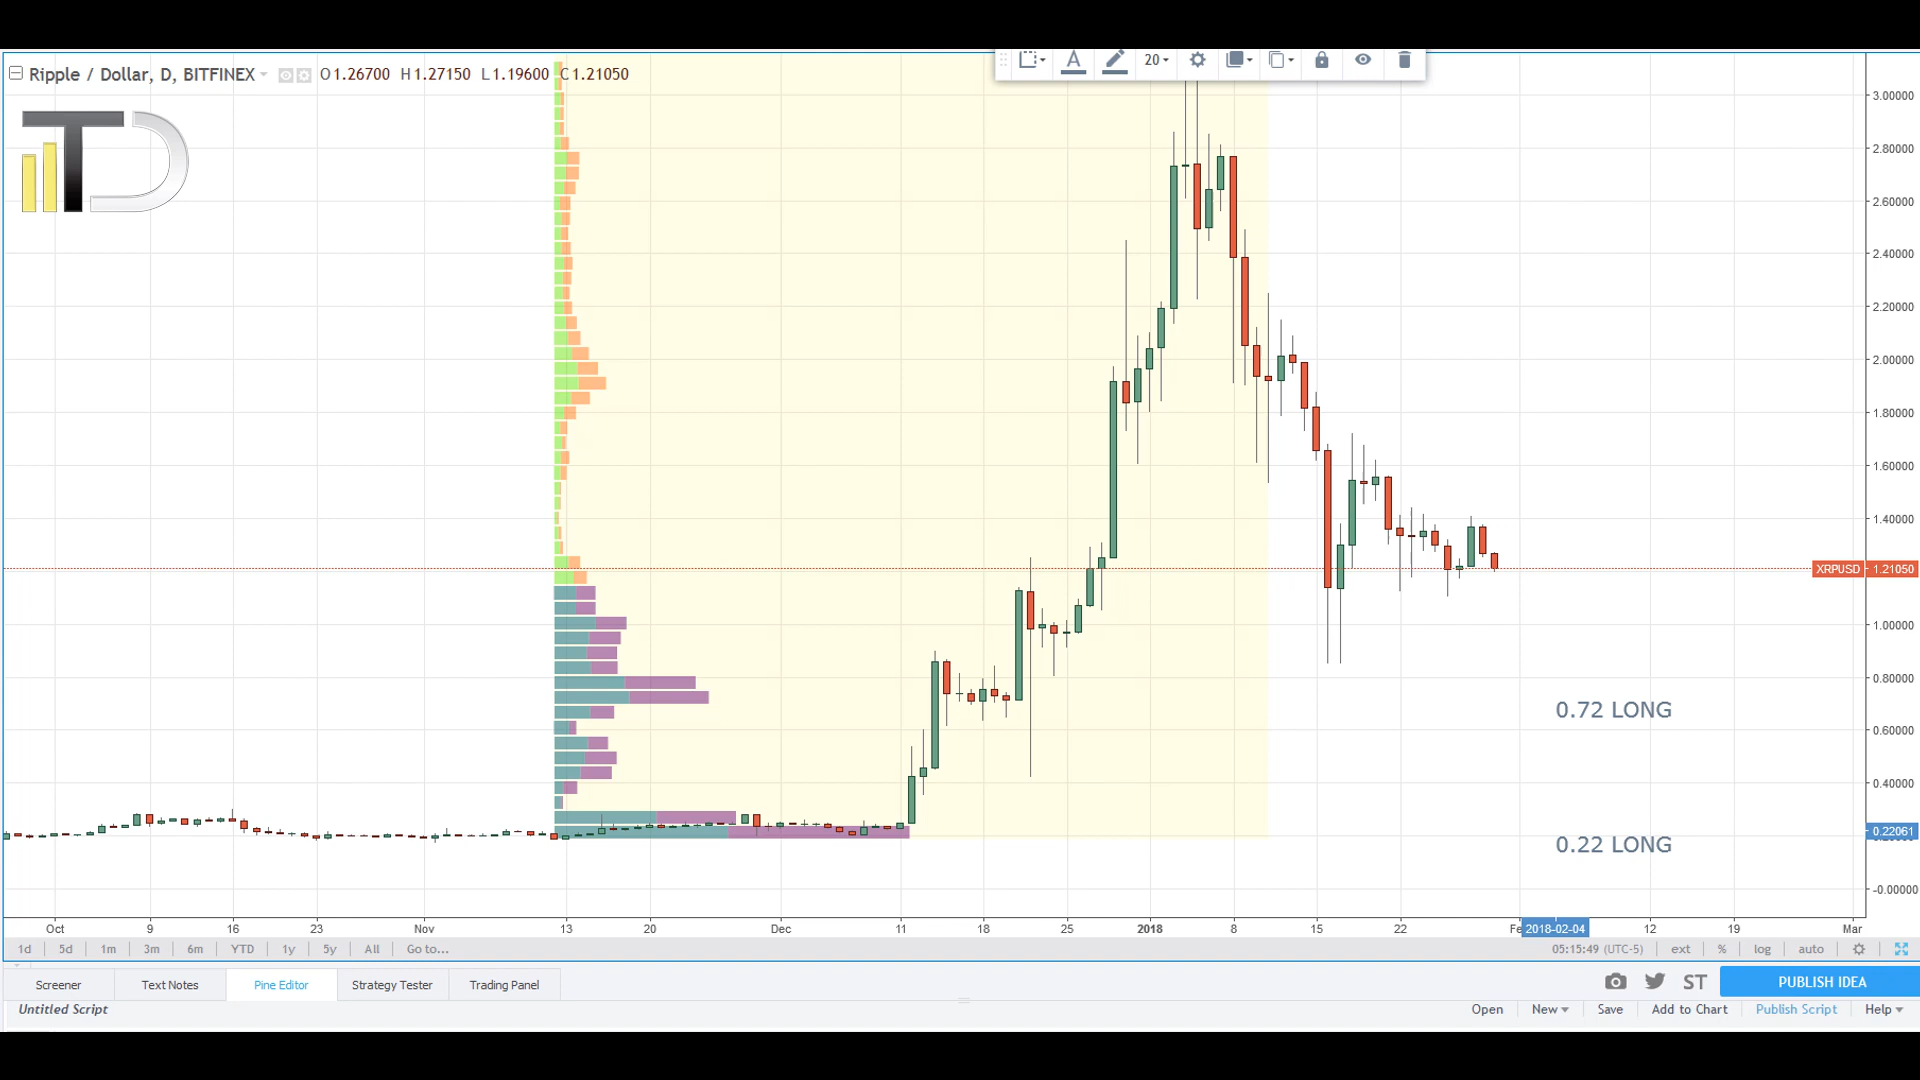 20
Ripple / Dollar, D, BITFINEX O1.26700 H1.27150 L1.19600 C1.21050
TD
3.00000
2.80000
2.60000
2.40000
2.20000
2.00000
1.80000
1.60000
1.40000
XRPUSD 1.21050
1.00000
0.80000
0.72 LONG
0.60000
0.40000
0.22061
0.22 LONG
-0.00000
Oct 9 16 23 Nov 13 20 Dec 11 18 25 2018 8 15 22 Fe 2018-02-04 12 19 Mar
1d 5d 1m 3m 6m YTD 1y 5y All Go to... 05:15:49 (UTC-5) ext % log auto
Screener Text Notes Pine Editor Strategy Tester Trading Panel ST PUBLISH IDEA
Untitled Script Open New Save Add to Chart Publish Script Help